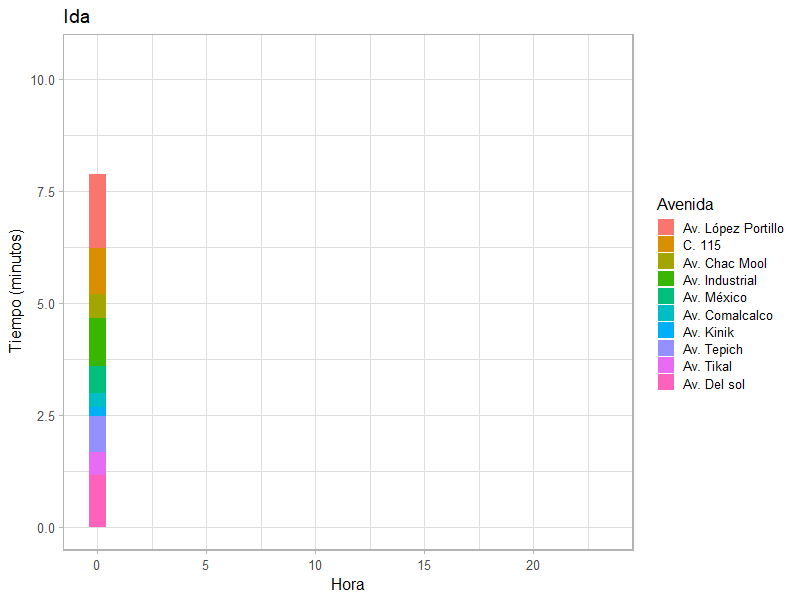 Ida
Tiempo (minutos)
10.0
7.5
5.0
2.5
0.0
0 5 10 15 20
Hora
Avenida
Av. López Portillo
C. 115
Av. Chac Mool
Av. Industrial
Av. México
Av. Comalcalco
Av. Kinik
Av. Tepich
Av. Tikal
Av. Del sol